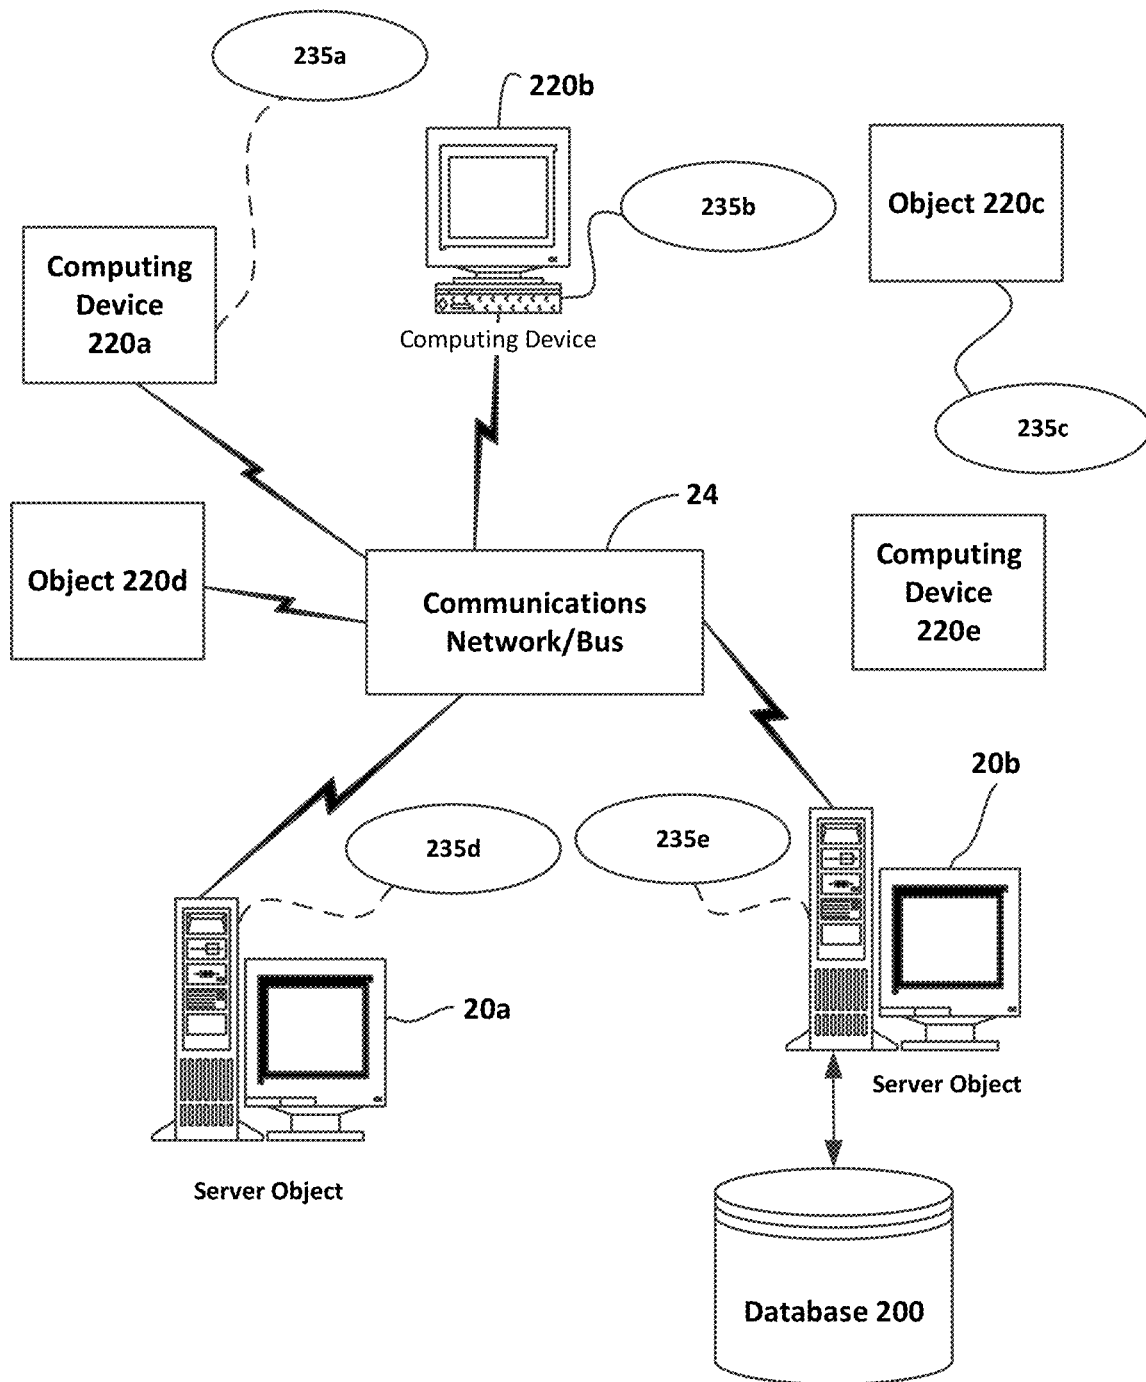 235a
220b
235b
Object 220c
Computing
Device
220a
Computing Device
235c
24
Object 220d
Communications
Network/Bus
Computing
Device
220e
20b
235d
235e
20a
Server Object
Server Object
Database 200